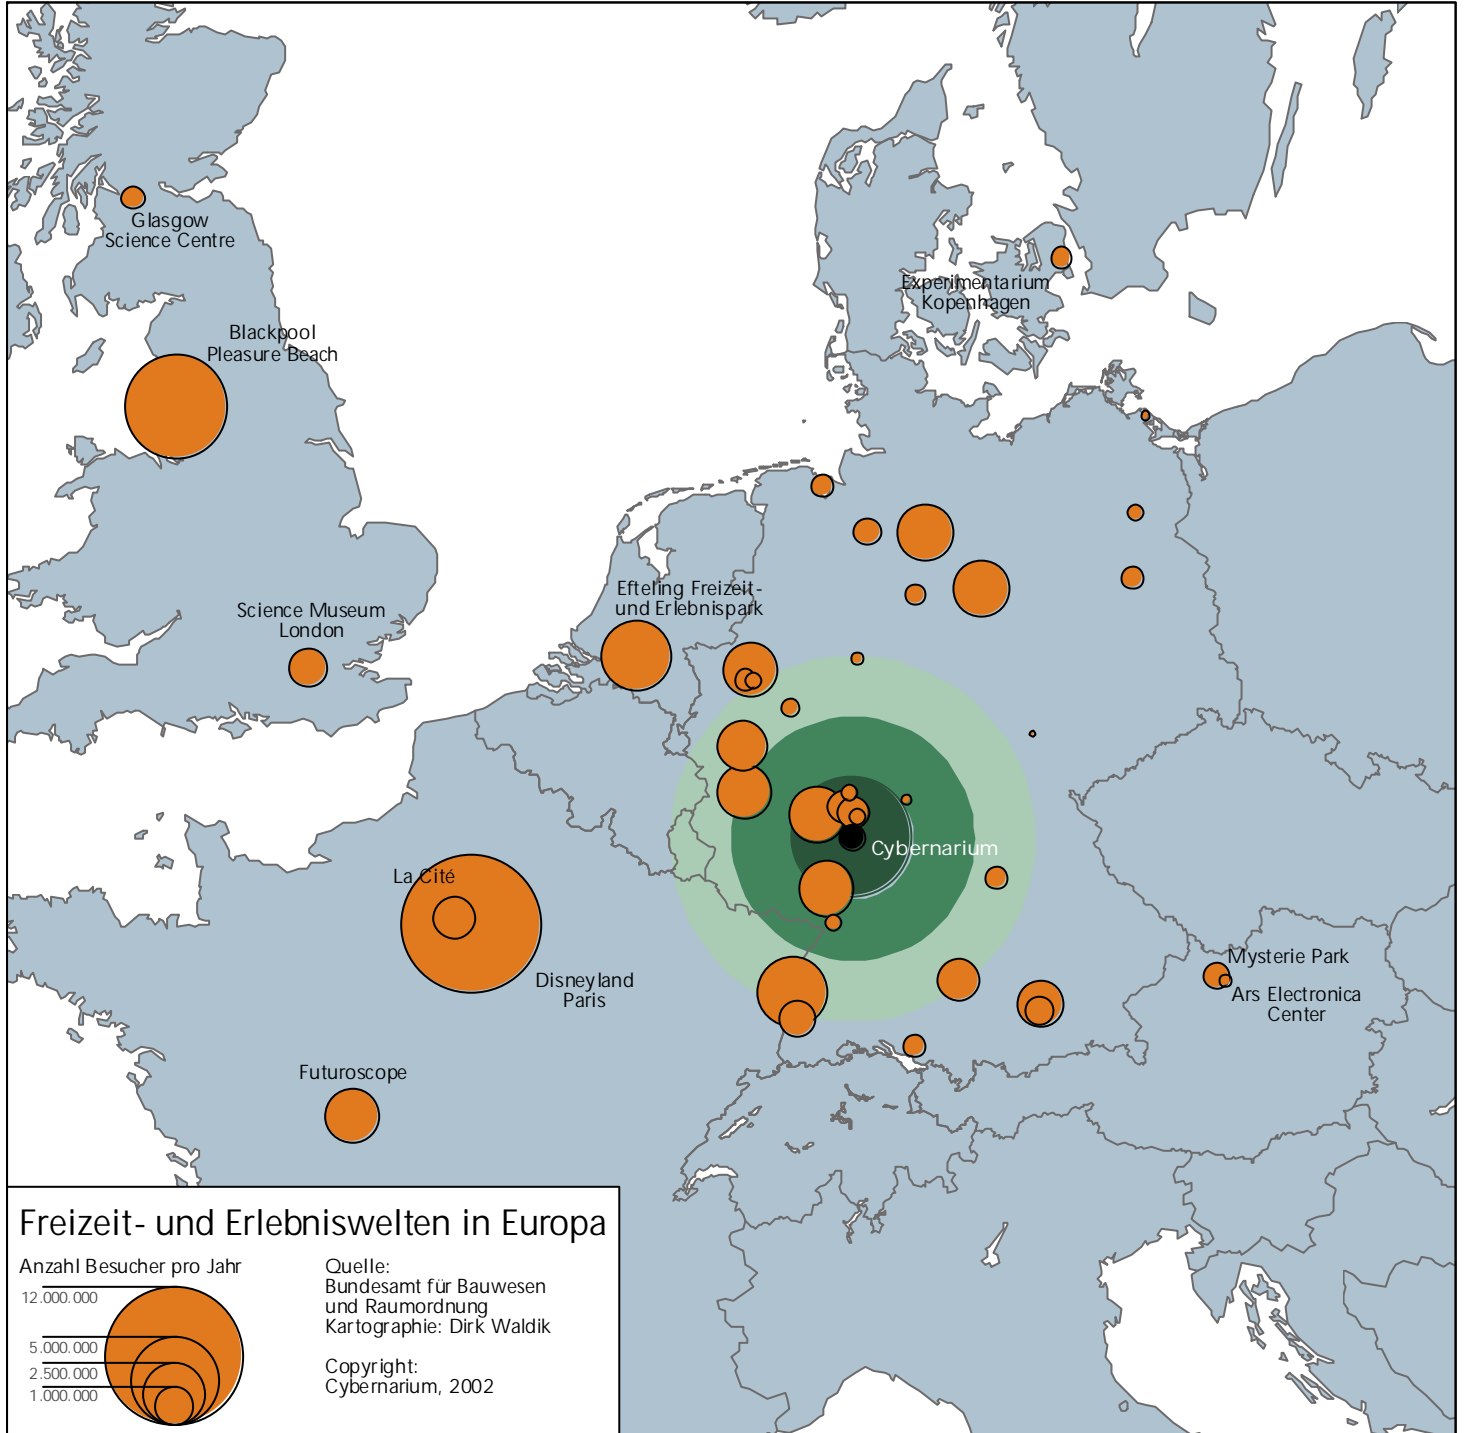 Glasgow
Science Centre
Blackpool
Pleasure Beach
Experimentarium
Kopenhagen
Efteling Freizeit-
und Erlebnispark
Science Museum
London
Cybernarium
La Cité
Disneyland
Paris
Mysterie Park
Ars Electronica
Center
Futuroscope
Freizeit- und Erlebniswelten in Europa
Anzahl Besucher pro Jahr
12.000.000
5.000.000
2.500.000
1.000.000
Quelle:
Bundesamt für Bauwesen
und Raumordnung
Kartographie: Dirk Waldik
Copyright:
Cybernarium, 2002